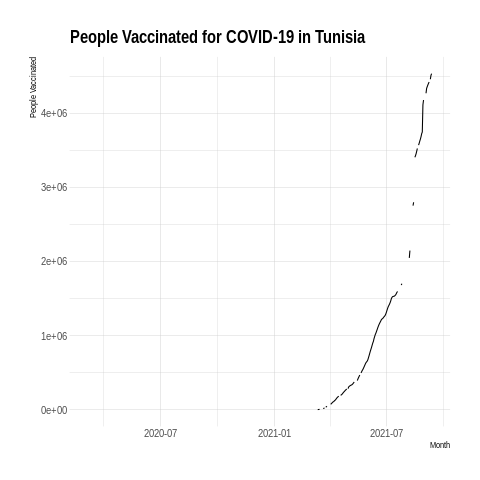 People Vaccinated for COVID-19 in Tunisia
People Vaccinated
4e+06
3e+06
2e+06
1e+06
0e+00
2020-07
2021-01
2021-07
Month